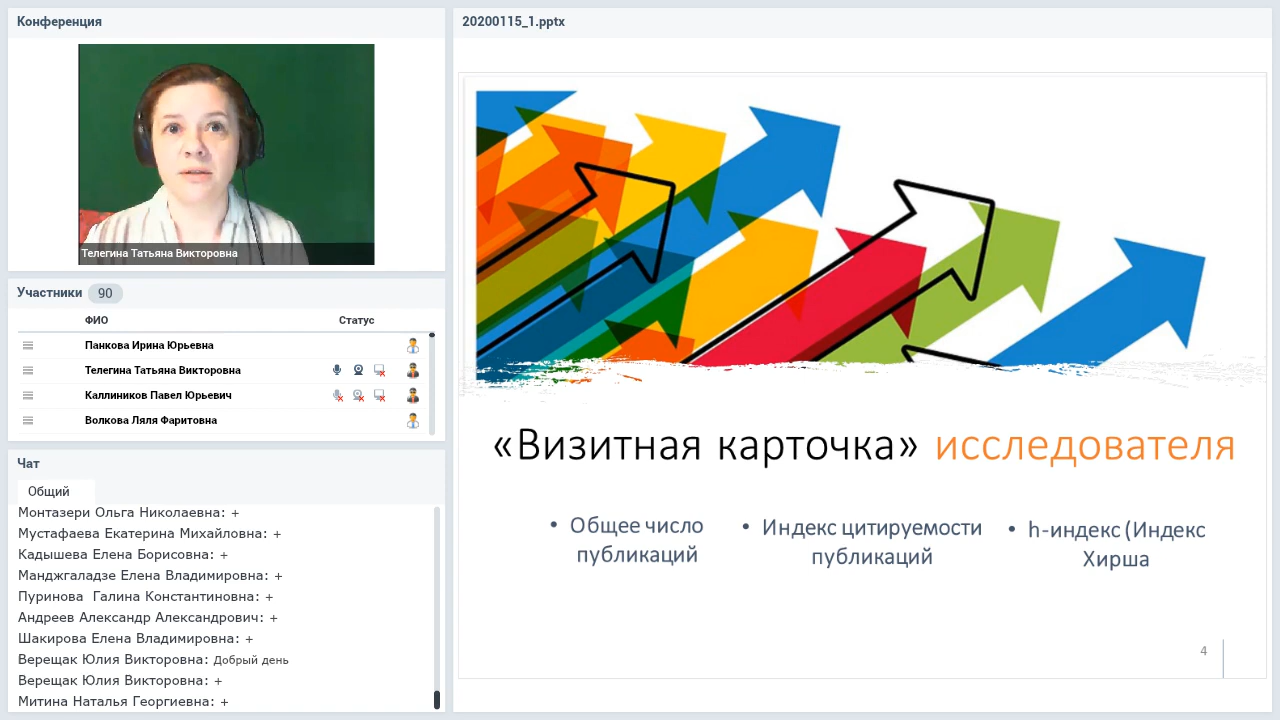 Конференция
Телегина Татьяна Викторовна
Участники 90
ФИО Статус
Панкова Ирина Юрьевна
Телегина Татьяна Викторовна
Каллиников Павел Юрьевич
Волкова Ляля Фаритовна
Чат
Общий
Монтазери Ольга Николаевна: +
Мустафаева Екатерина Михайловна: +
Кадышева Елена Борисовна: +
Манджгаладзе Елена Владимировна: +
Пуринова Галина Константиновна: +
Андреев Александр Александрович: +
Шакирова Елена Владимировна: +
Верещак Юлия Викторовна: Добрый день
Верещак Юлия Викторовна: +
Митина Наталья Георгиевна: +
20200115_1.pptx
«Визитная карточка» исследователя
• Общее число
публикаций
• Индекс цитируемости
публикаций
• h-индекс (Индекс
Хирша
4